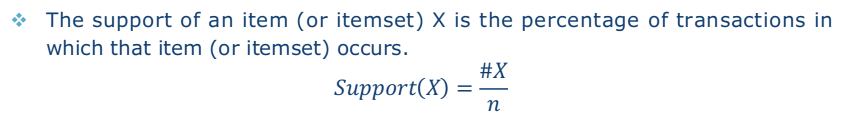 ❖ The support of an item (or itemset) X is the percentage of transactions in
which that item (or itemset) occurs.
Support(X) = #X / n